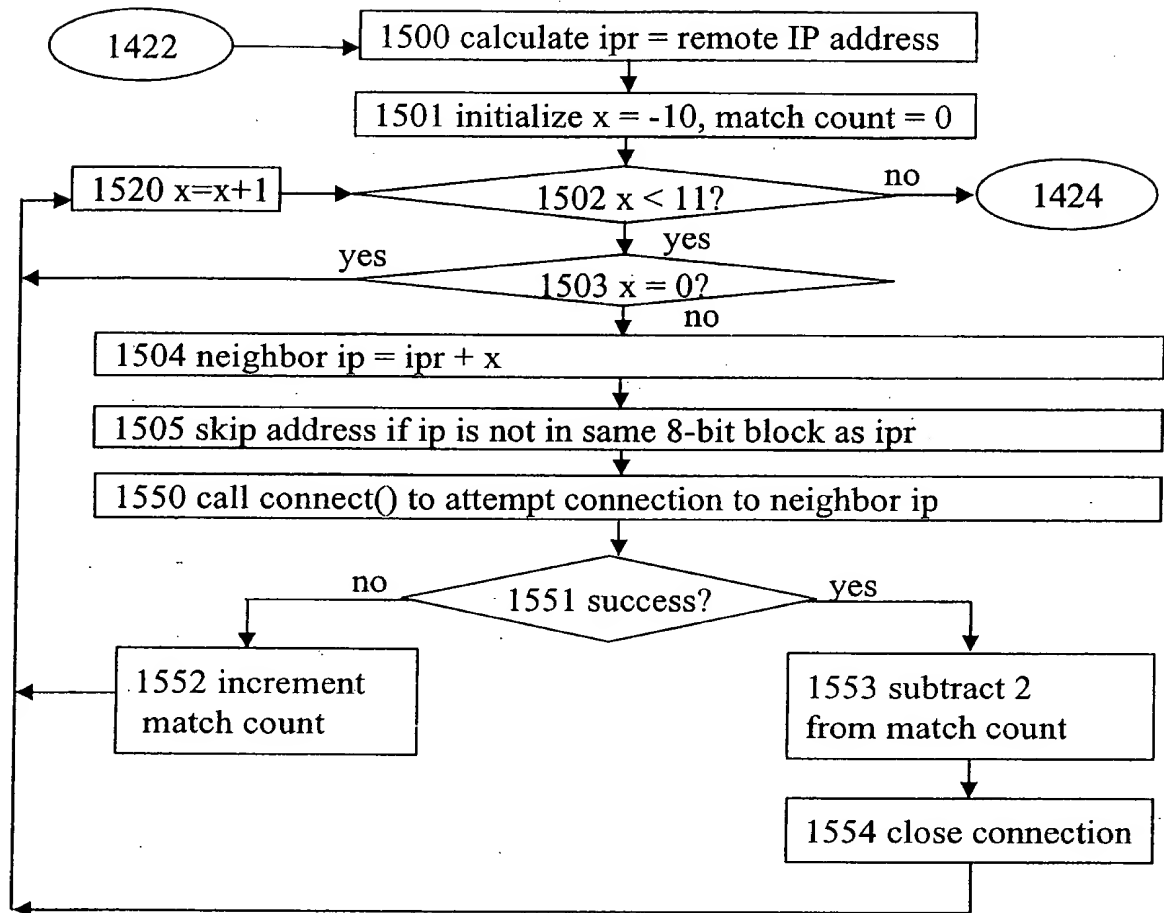 1422
1500 calculate ipr = remote IP address
1501 initialize x = -10, match count = 0
1520 x=x+1
1502 x < 11?
no
1424
yes
yes
1503 x = 0?
no
1504 neighbor ip = ipr + x
1505 skip address if ip is not in same 8-bit block as ipr
1550 call connect() to attempt connection to neighbor ip
no
1551 success?
yes
1552 increment
match count
1553 subtract 2
from match count
1554 close connection